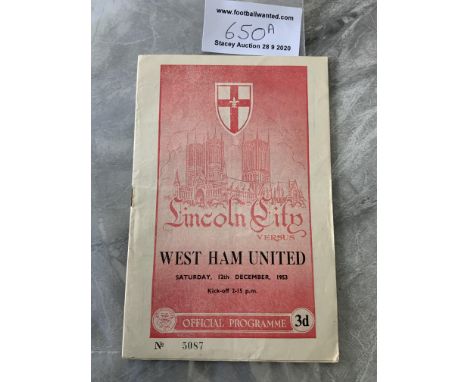 www.footballwanted.com
650A
Stacey Auction 28 9 2020
Lincoln City
VERSUS
WEST HAM UNITED
SATURDAY, 12th DECEMBER, 1953
Kick-off 2-15 p.m.
OFFICIAL PROGRAMME 3d
No 5087